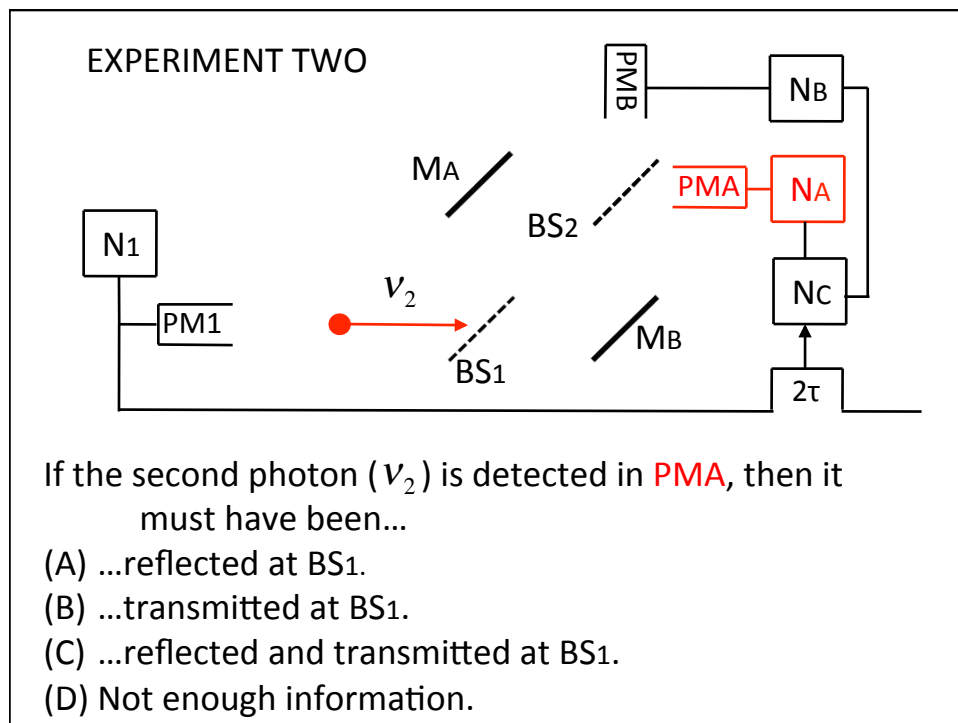 EXPERIMENT TWO
PMB
NB
MA
PMA
NA
BS2
N1
ν2
NC
PM1
MB
BS1
2τ
If the second photon (ν2) is detected in PMA, then it
must have been…
(A) …reflected at BS1.
(B) …transmitted at BS1.
(C) …reflected and transmitted at BS1.
(D) Not enough information.